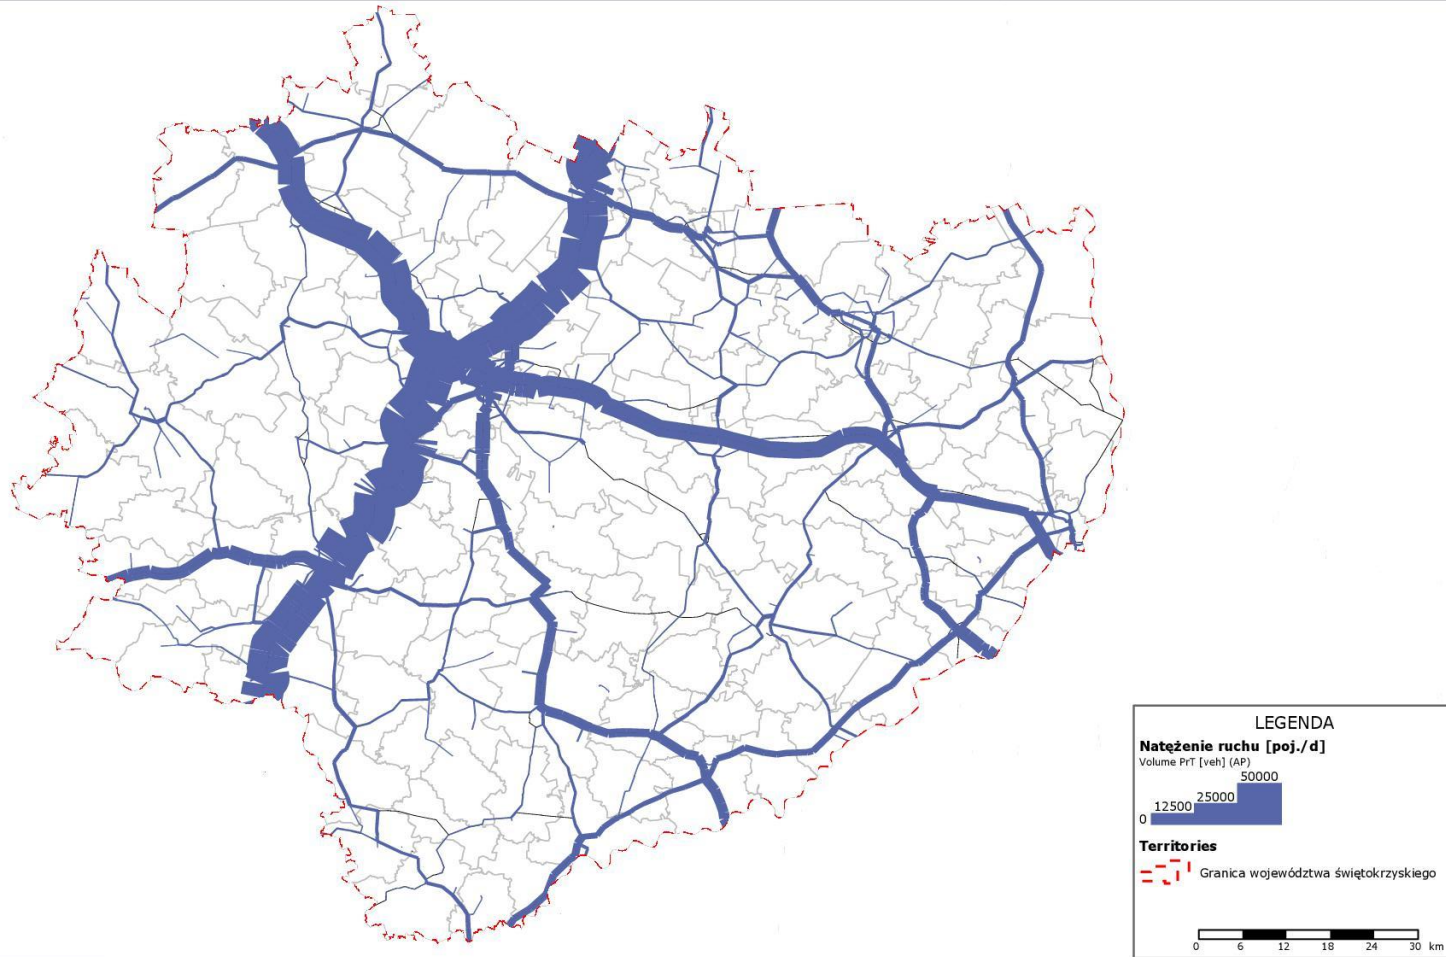 LEGENDA
Natężenie ruchu [poj./d]
Volume PrT [veh] (AP)
50000
25000
12500
0
Territories
Granica województwa świętokrzyskiego
0 6 12 18 24 30 km